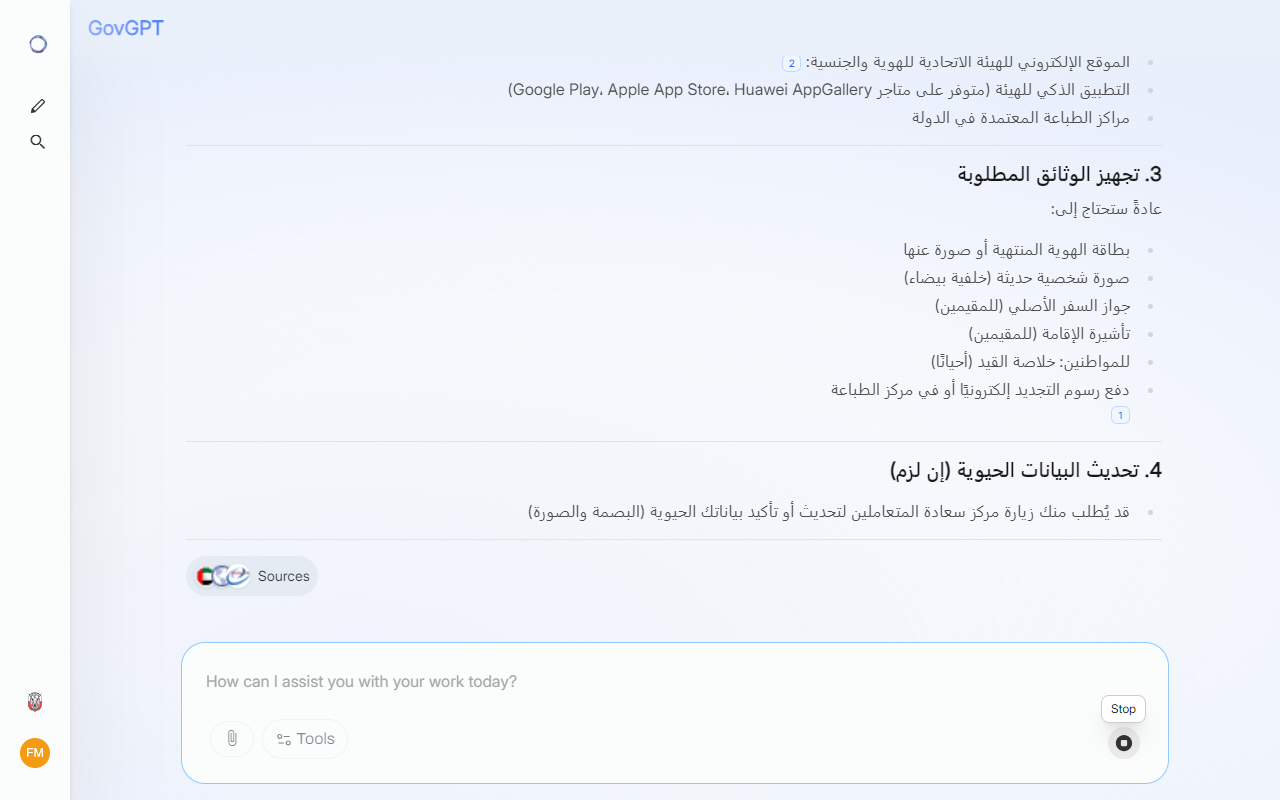 GovGPT
الموقع الإلكتروني للهيئة الاتحادية للهوية والجنسية: 2
التطبيق الذكي للهيئة (متوفر على متاجر Google Play، Apple App Store، Huawei AppGallery)
مراكز الطباعة المعتمدة في الدولة
3. تجهيز الوثائق المطلوبة
عادةً ستحتاج إلى:
بطاقة الهوية المنتهية أو صورة عنها
صورة شخصية حديثة (خلفية بيضاء)
جواز السفر الأصلي (للمقيمين)
تأشيرة الإقامة (للمقيمين)
للمواطنين: خلاصة القيد (أحيانًا)
دفع رسوم التجديد إلكترونيًا أو في مركز الطباعة
1
4. تحديث البيانات الحيوية (إن لزم)
قد يُطلب منك زيارة مركز سعادة المتعاملين لتحديث أو تأكيد بياناتك الحيوية (البصمة والصورة)
Sources
How can I assist you with your work today?
Stop
Tools
FM